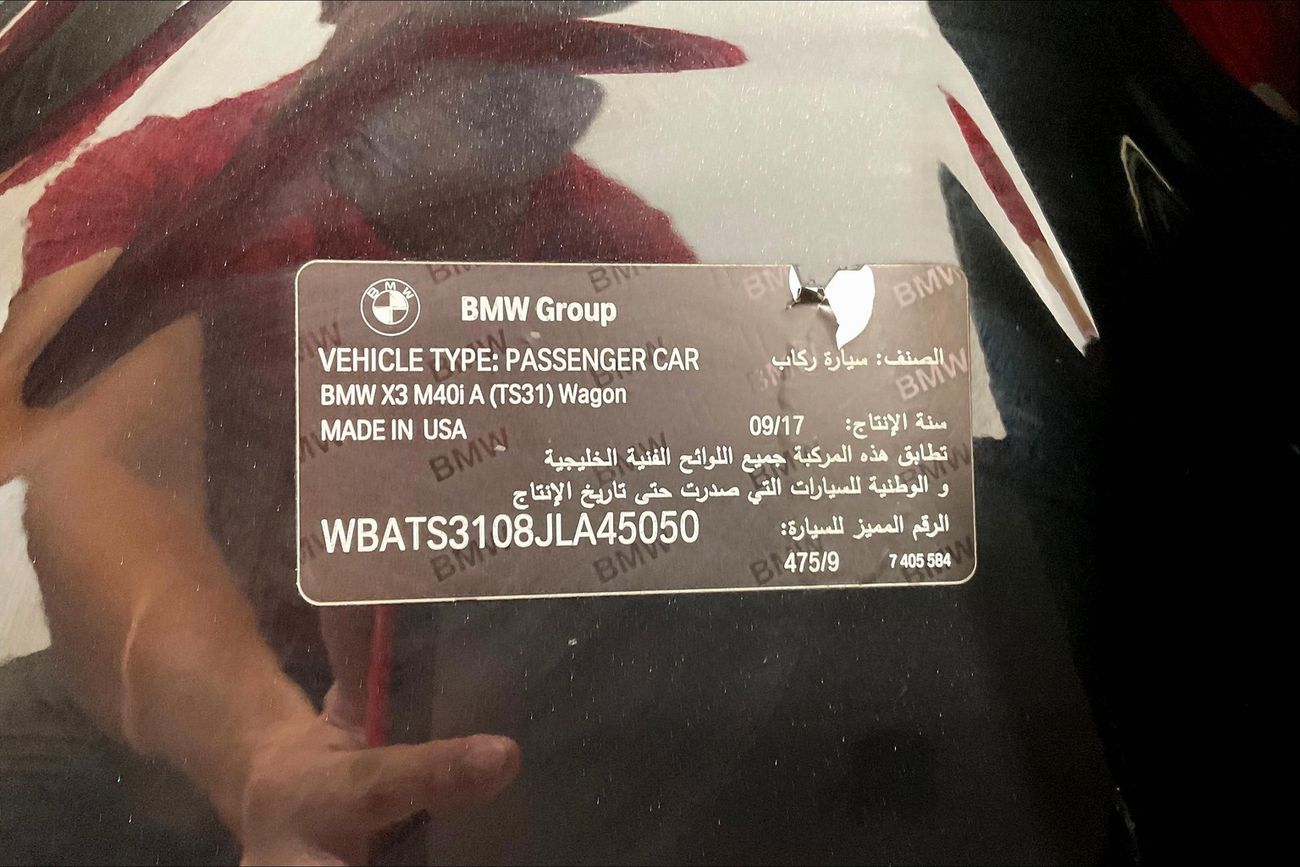 BMW
BMW Group
VEHICLE TYPE: PASSENGER CAR
الصنف: سيارة ركاب
BMW X3 M40i A (TS31) Wagon
MADE IN USA
سنة الإنتاج: 09/17
تطابق هذه المركبة جميع اللوائح الفنية الخليجية
و الوطنية للسيارات التي صدرت حتى تاريخ الإنتاج
الرقم المميز للسيارة:
WBATS3108JLA45050
475/9
7 405 584